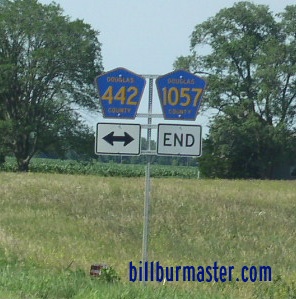 DOUGLAS
442
COUNTY
DOUGLAS
1057
COUNTY
END
billburmaster.com